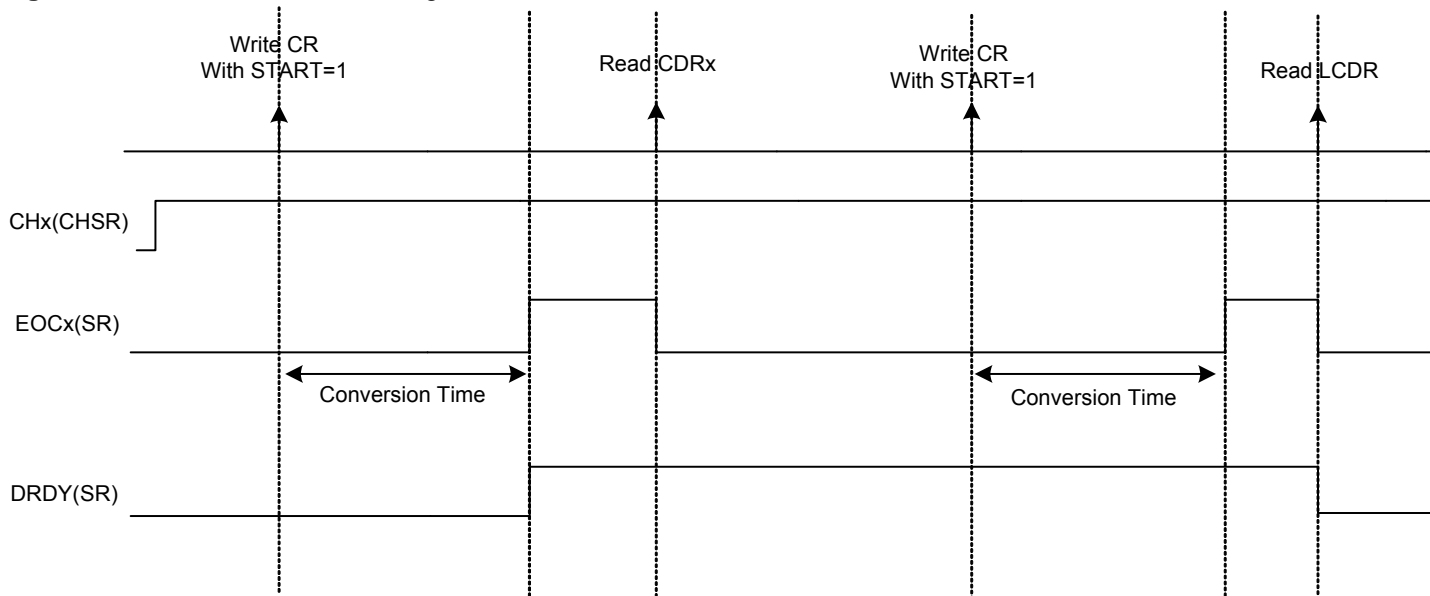 Write CR
With START=1
Read CDRx
Write CR
With START=1
Read LCDR
CHx(CHSR)
EOCx(SR)
Conversion Time
Conversion Time
DRDY(SR)